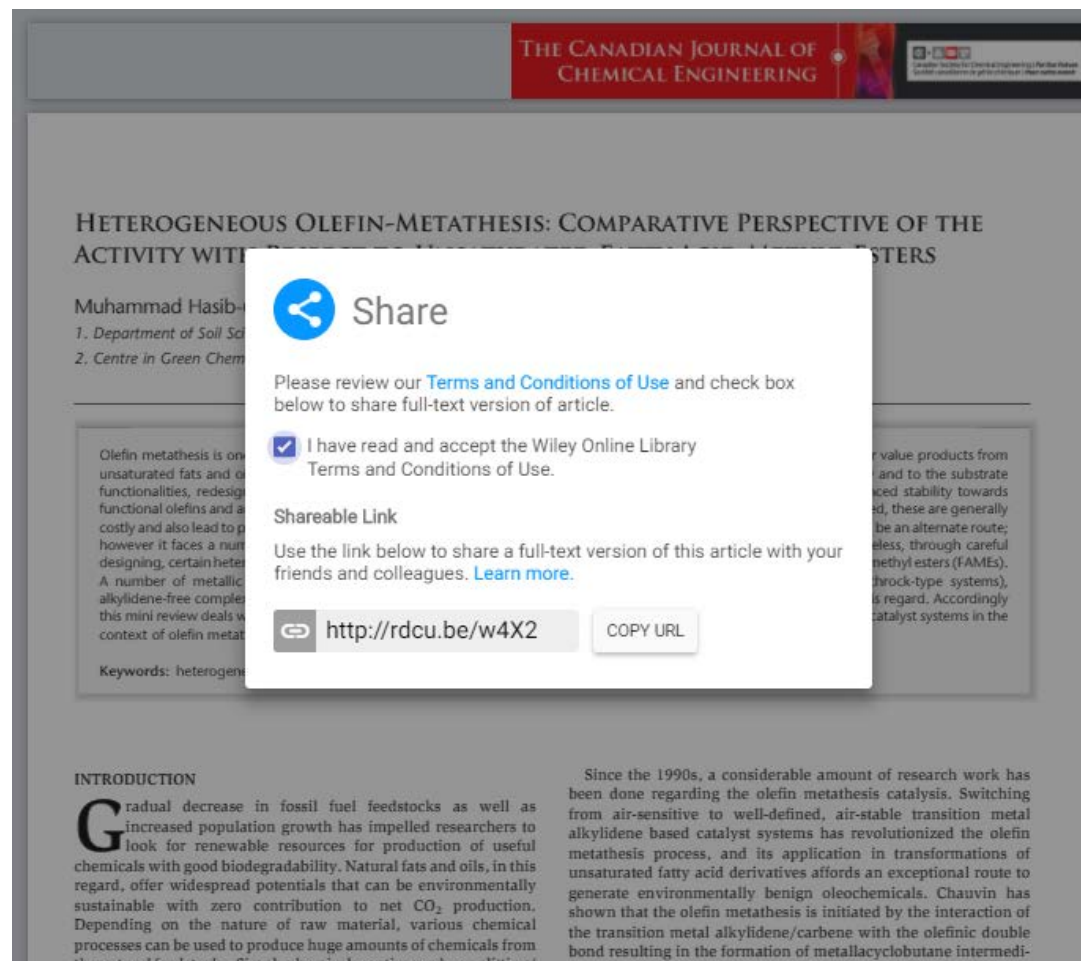 THE CANADIAN JOURNAL OF
CHEMICAL ENGINEERING
HETEROGENEOUS OLEFIN-METATHESIS: COMPARATIVE PERSPECTIVE OF THE
ACTIVITY WITH
Muhammad Hasib-
1. Department of Soil Sci
2. Centre in Green Chem
Share
Please review our Terms and Conditions of Use and check box
below to share full-text version of article.
I have read and accept the Wiley Online Library
Terms and Conditions of Use.
Shareable Link
Use the link below to share a full-text version of this article with your
friends and colleagues. Learn more.
http://rdcu.be/w4X2
COPY URL
Olefin metathesis is on
unsaturated fats and o
functionalities, redesig
functional olefins and a
costly and also lead to p
however it faces a num
designing, certain heter
A number of metallic
alkylidene-free comple
this mini review deals w
context of olefin metat
r value products from
and to the substrate
ced stability towards
ed, these are generally
be an alternate route;
eless, through careful
methyl esters (FAMEs).
hrock-type systems),
is regard. Accordingly
catalyst systems in the
Keywords: heterogene
INTRODUCTION
Gradual decrease in fossil fuel feedstocks as well as
increased population growth has impelled researchers to
look for renewable resources for production of useful
chemicals with good biodegradability. Natural fats and oils, in this
regard, offer widespread potentials that can be environmentally
sustainable with zero contribution to net CO₂ production.
Depending on the nature of raw material, various chemical
processes can be used to produce huge amounts of chemicals from
Since the 1990s, a considerable amount of research work has
been done regarding the olefin metathesis catalysis. Switching
from air-sensitive to well-defined, air-stable transition metal
alkylidene based catalyst systems has revolutionized the olefin
metathesis process, and its application in transformations of
unsaturated fatty acid derivatives affords an exceptional route to
generate environmentally benign oleochemicals. Chauvin has
shown that the olefin metathesis is initiated by the interaction of
the transition metal alkylidene/carbene with the olefinic double
bond resulting in the formation of metallacyclobutane intermedi-